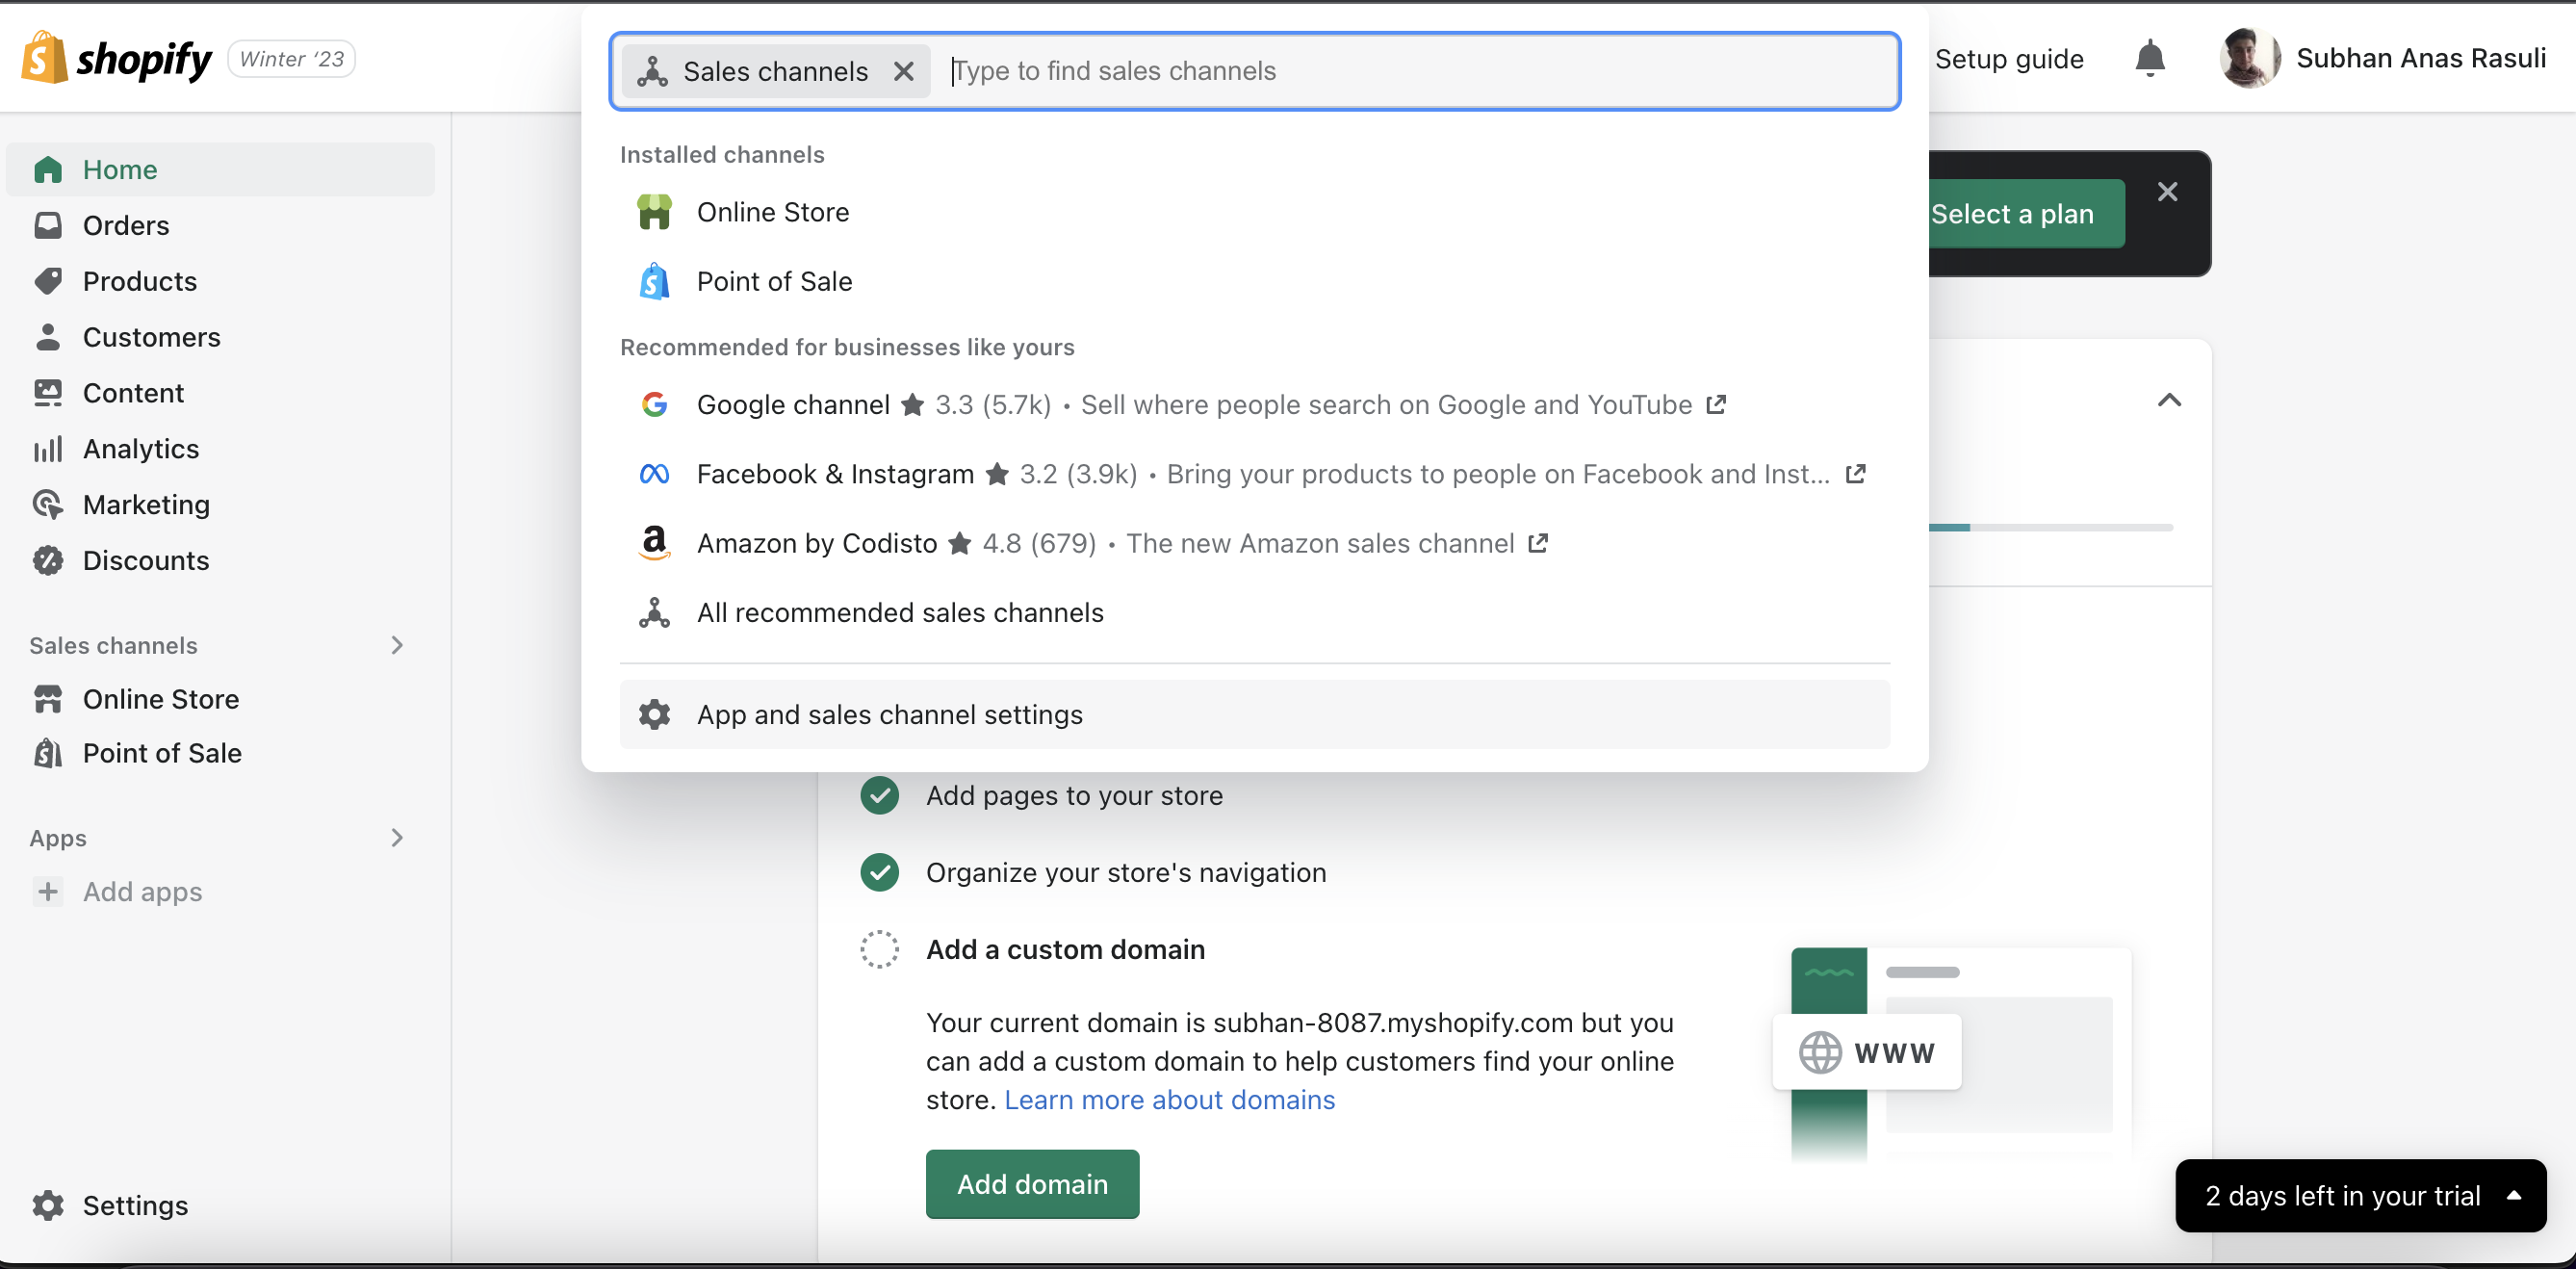 shopify Winter ‘23
Sales channels Type to find sales channels
Setup guide
Subhan Anas Rasuli
Home
Orders
Products
Customers
Content
Analytics
Marketing
Discounts
Sales channels
Online Store
Point of Sale
Apps
Add apps
Settings
Installed channels
Online Store
Point of Sale
Recommended for businesses like yours
Google channel 3.3 (5.7k) • Sell where people search on Google and YouTube
Facebook & Instagram 3.2 (3.9k) • Bring your products to people on Facebook and Inst...
Amazon by Codisto 4.8 (679) • The new Amazon sales channel
All recommended sales channels
App and sales channel settings
Select a plan
Add pages to your store
Organize your store's navigation
Add a custom domain
Your current domain is subhan-8087.myshopify.com but you
can add a custom domain to help customers find your online
store. Learn more about domains
Add domain
www
2 days left in your trial